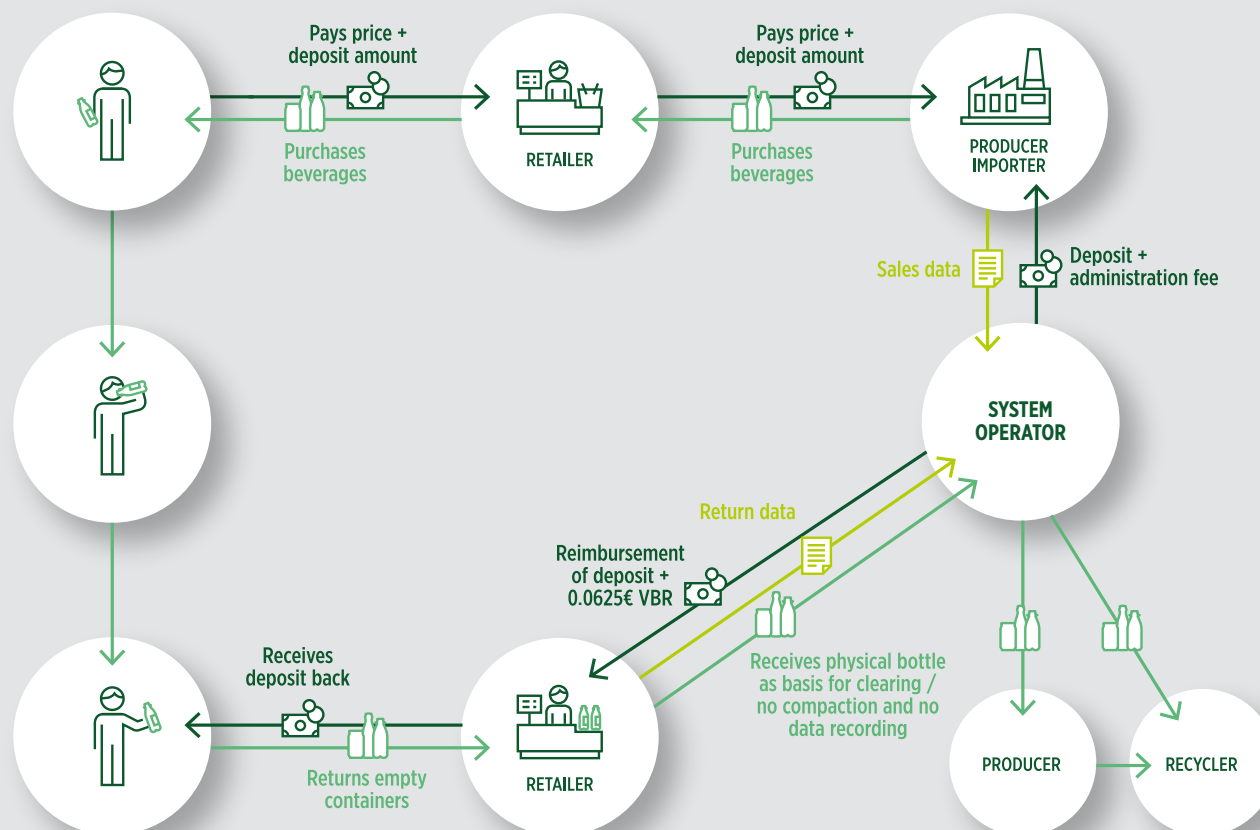 Pays price +
deposit amount
Purchases
beverages
RETAILER
Pays price +
deposit amount
Purchases
beverages
PRODUCER
IMPORTER
Sales data
Deposit +
administration fee
SYSTEM
OPERATOR
Return data
Reimbursement
of deposit +
0.0625€ VBR
Receives physical bottle
as basis for clearing /
no compaction and no
data recording
Receives
deposit back
Returns empty
containers
RETAILER
PRODUCER
RECYCLER